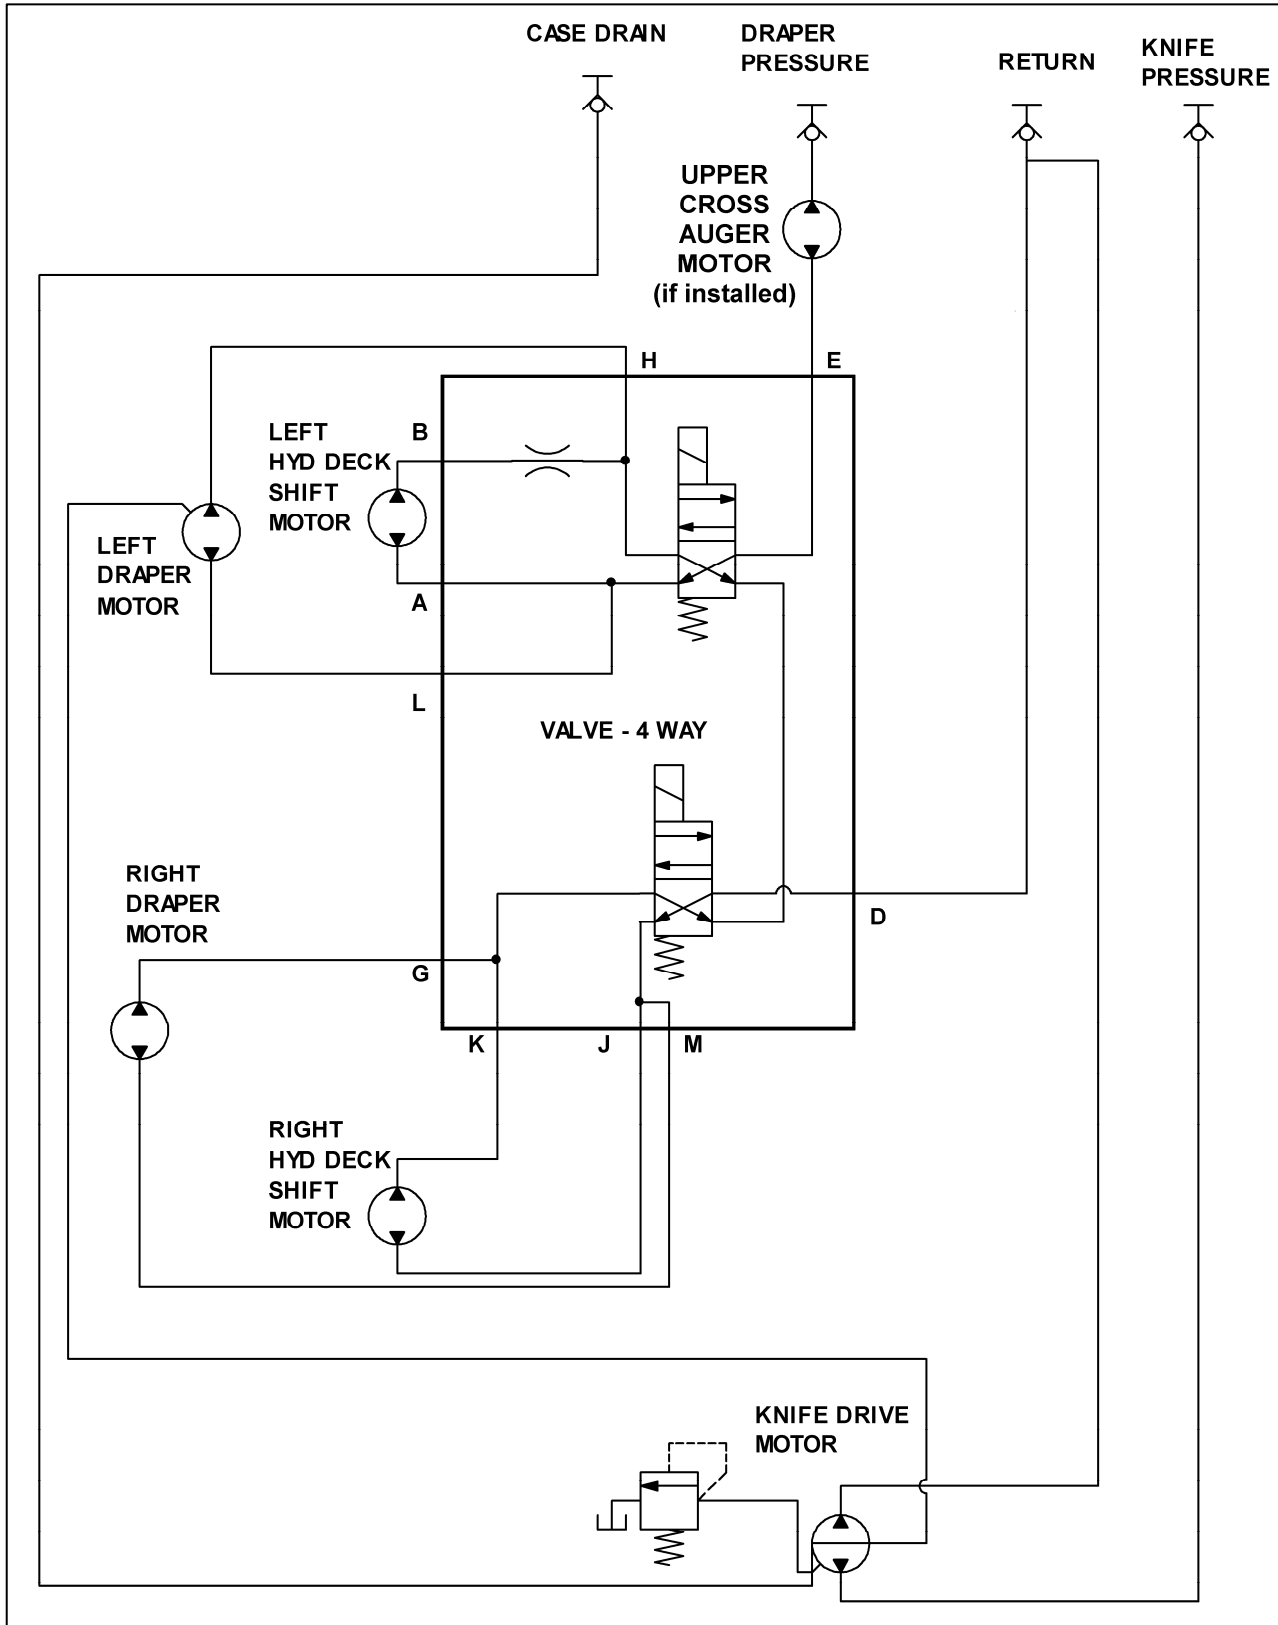 CASE DRAIN
DRAPER
PRESSURE
RETURN
KNIFE
PRESSURE
UPPER
CROSS
AUGER
MOTOR
(if installed)
H
E
LEFT
HYD DECK
SHIFT
MOTOR
B
A
LEFT
DRAPER
MOTOR
L
VALVE - 4 WAY
RIGHT
DRAPER
MOTOR
D
G
K
J
M
RIGHT
HYD DECK
SHIFT
MOTOR
KNIFE DRIVE
MOTOR